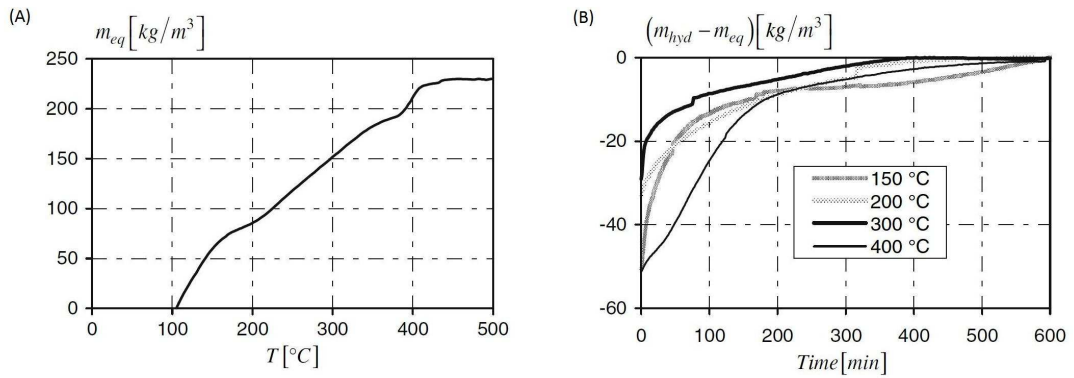 (A)
m_eq [kg/m³]
250
200
150
100
50
0
0 100 200 300 400 500
T [°C]
(B)
(m_hyd − m_eq) [kg/m³]
0
-20
-40
-60
150 °C
200 °C
300 °C
400 °C
0 100 200 300 400 500 600
Time [min]